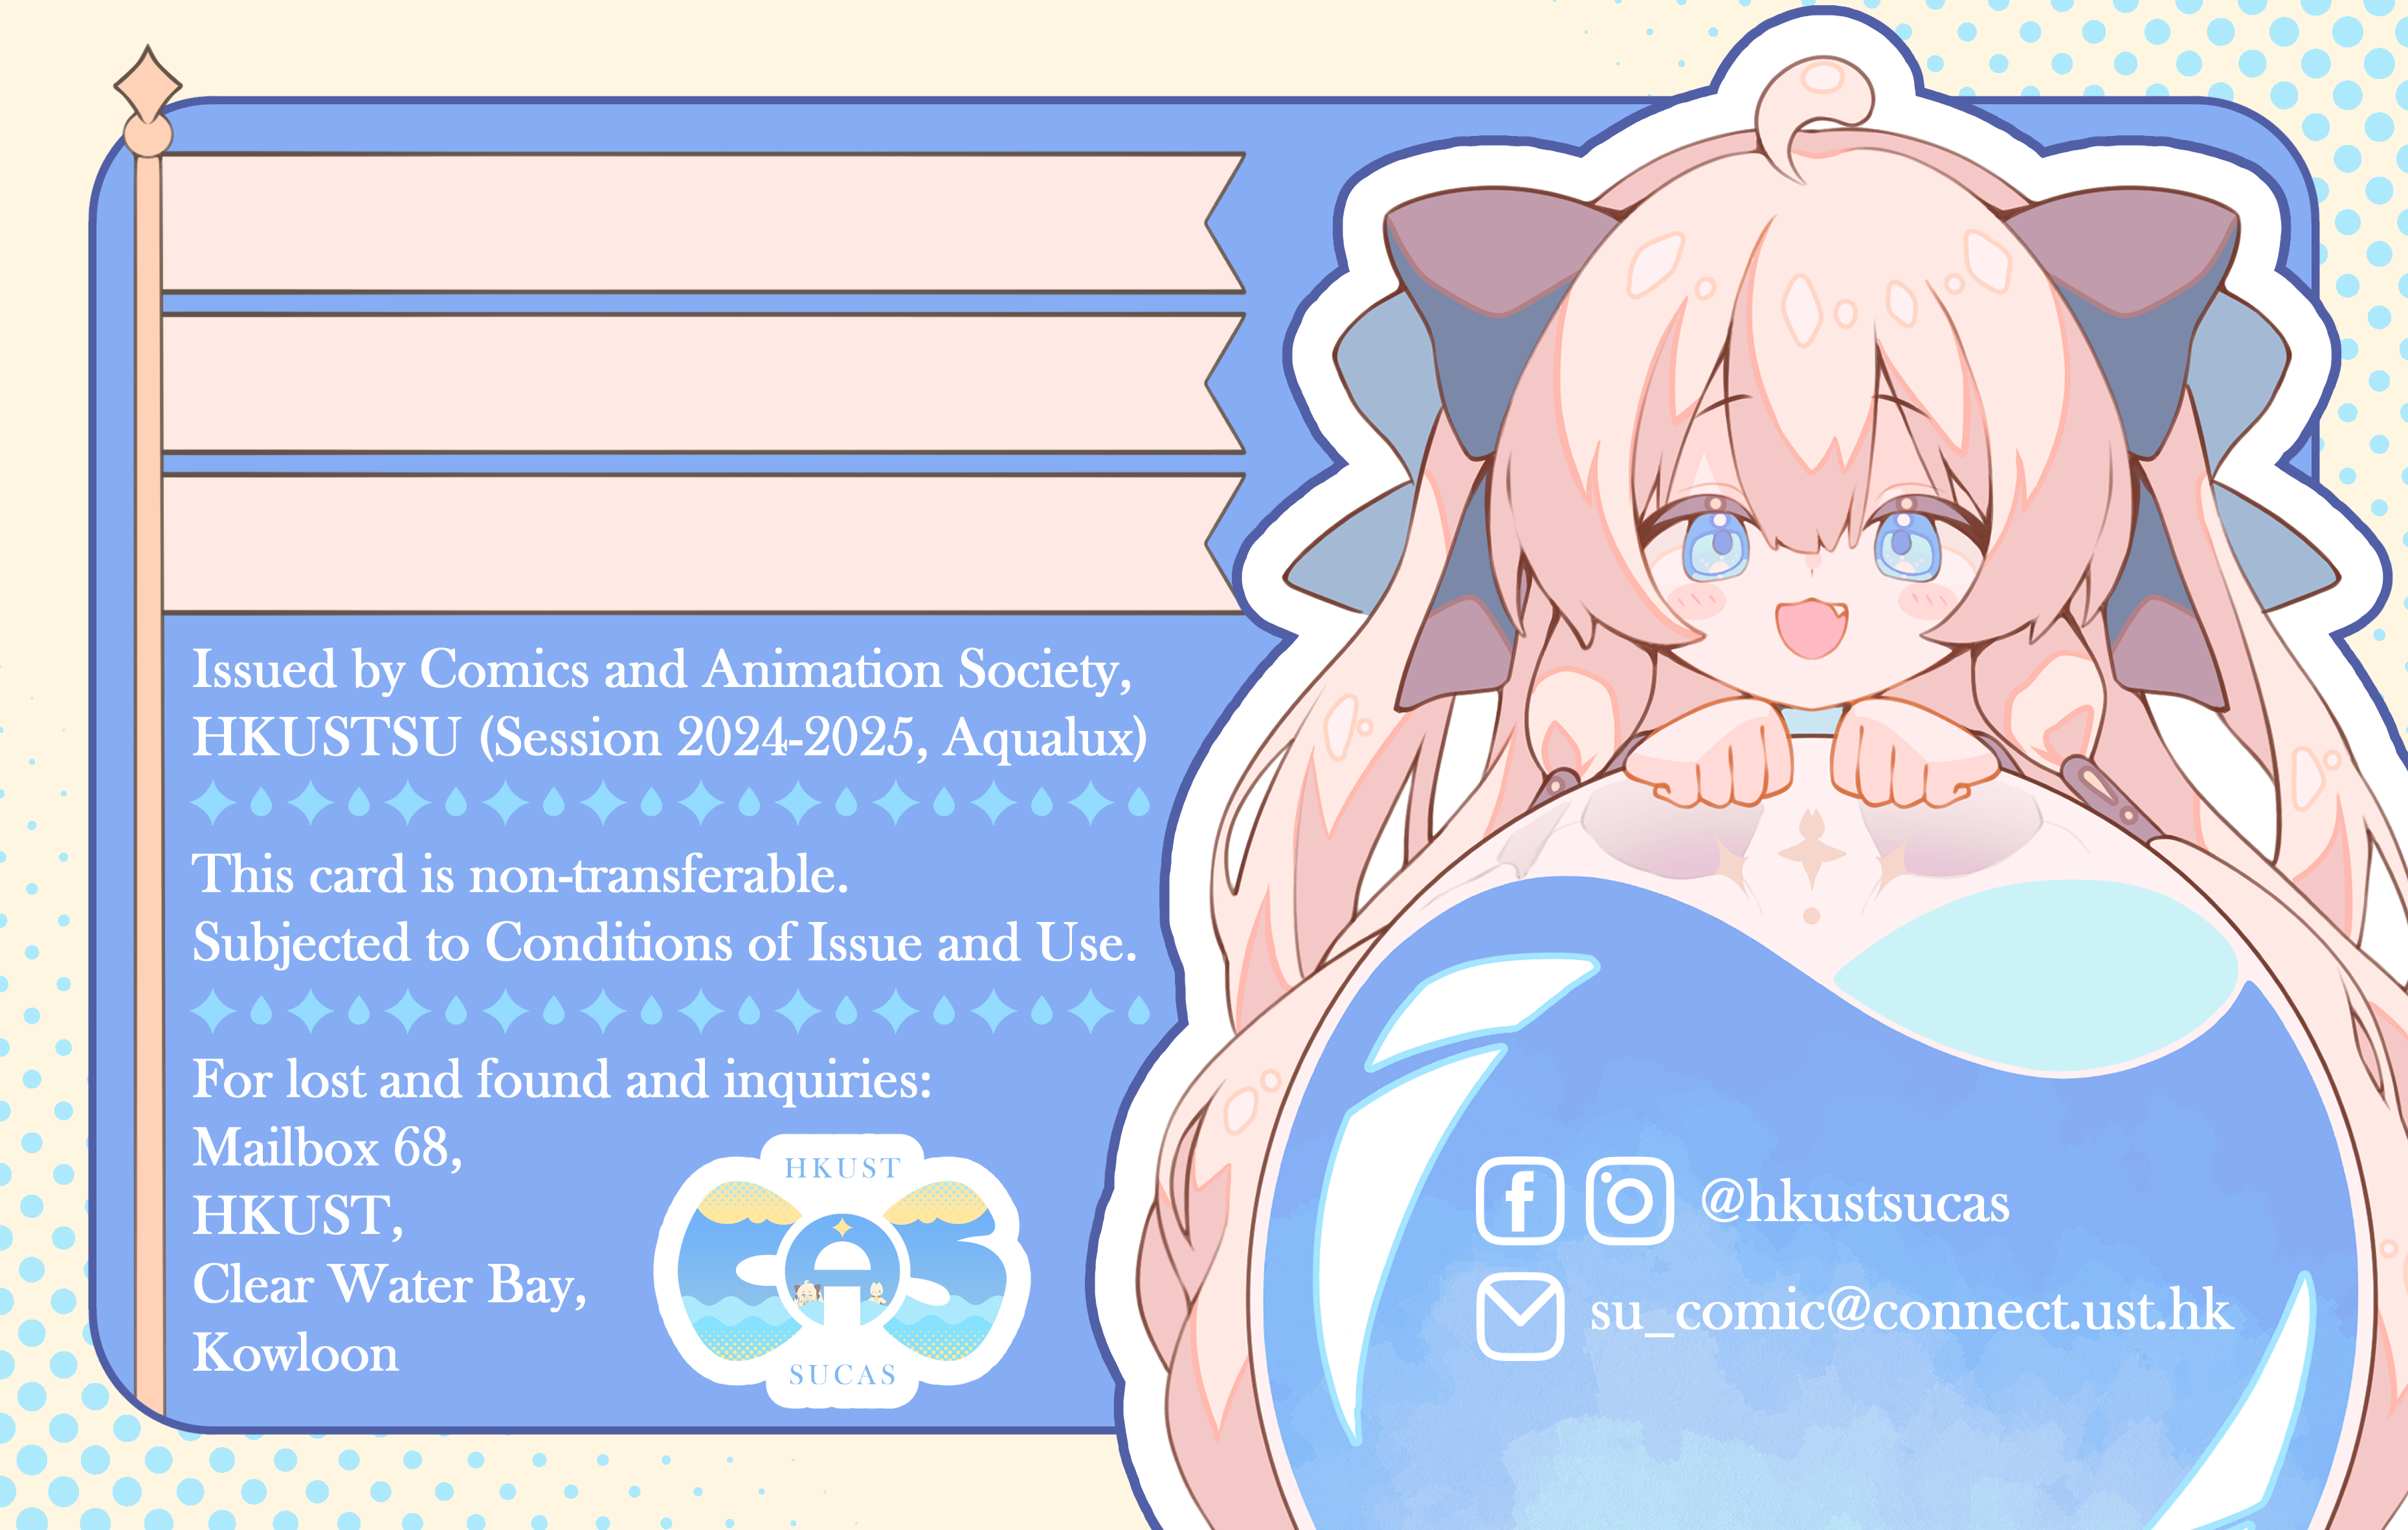 Issued by Comics and Animation Society,
HKUSTSU (Session 2024-2025, Aqualux)
This card is non-transferable.
Subjected to Conditions of Issue and Use.
For lost and found and inquiries:
Mailbox 68,
HKUST,
Clear Water Bay,
Kowloon
HKUST
SUCAS
@hkustsucas
su_comic@connect.ust.hk